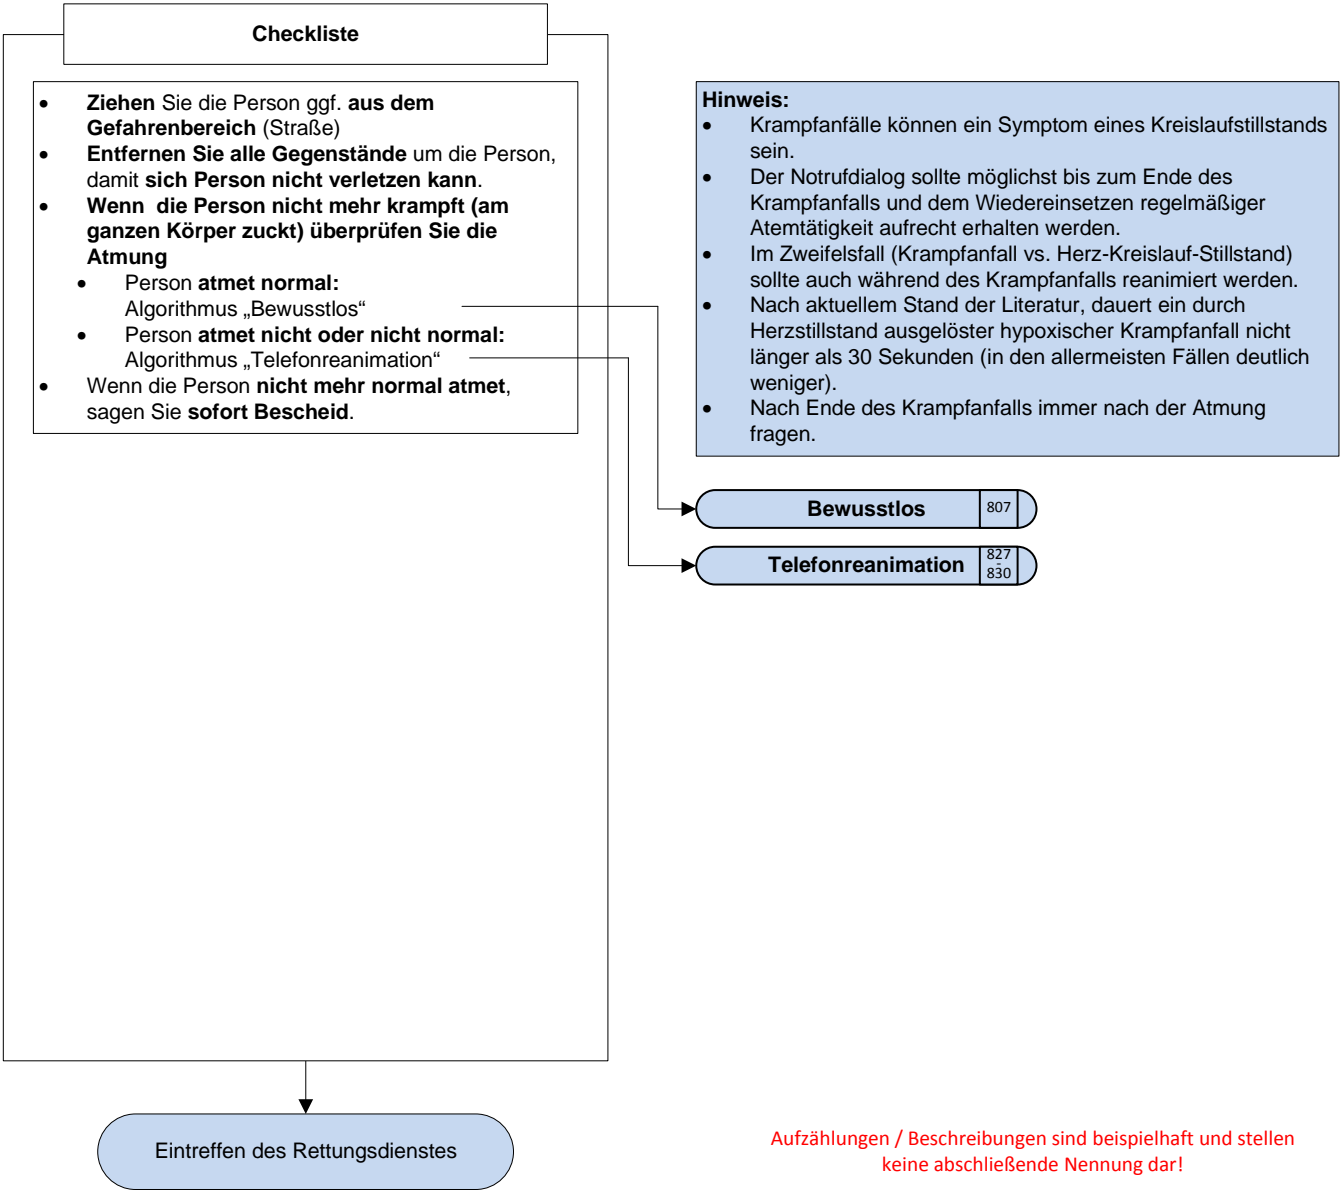 Checkliste
• Ziehen Sie die Person ggf. aus dem
Gefahrenbereich (Straße)
• Entfernen Sie alle Gegenstände um die Person,
damit sich Person nicht verletzen kann.
• Wenn die Person nicht mehr krampft (am
ganzen Körper zuckt) überprüfen Sie die
Atmung
• Person atmet normal:
Algorithmus „Bewusstlos“
• Person atmet nicht oder nicht normal:
Algorithmus „Telefonreanimation“
• Wenn die Person nicht mehr normal atmet,
sagen Sie sofort Bescheid.
Hinweis:
• Krampfanfälle können ein Symptom eines Kreislaufstillstands
sein.
• Der Notrufdialog sollte möglichst bis zum Ende des
Krampfanfalls und dem Wiedereinsetzen regelmäßiger
Atemtätigkeit aufrecht erhalten werden.
• Im Zweifelsfall (Krampfanfall vs. Herz-Kreislauf-Stillstand)
sollte auch während des Krampfanfalls reanimiert werden.
• Nach aktuellem Stand der Literatur, dauert ein durch
Herzstillstand ausgelöster hypoxischer Krampfanfall nicht
länger als 30 Sekunden (in den allermeisten Fällen deutlich
weniger).
• Nach Ende des Krampfanfalls immer nach der Atmung
fragen.
Bewusstlos 807
Telefonreanimation 827
-
830
Eintreffen des Rettungsdienstes
Aufzählungen / Beschreibungen sind beispielhaft und stellen
keine abschließende Nennung dar!